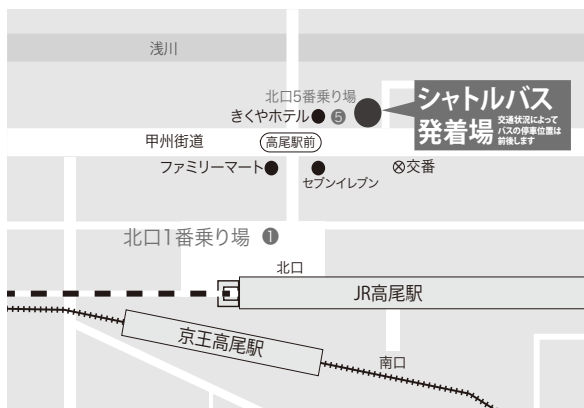 浅川
北口5番乗り場
きくやホテル
5
シャトルバス
発着場
交通状況によって
バスの停車位置は
前後します
甲州街道
高尾駅前
ファミリーマート
セブンイレブン
交番
北口1番乗り場
1
北口
JR高尾駅
京王高尾駅
南口